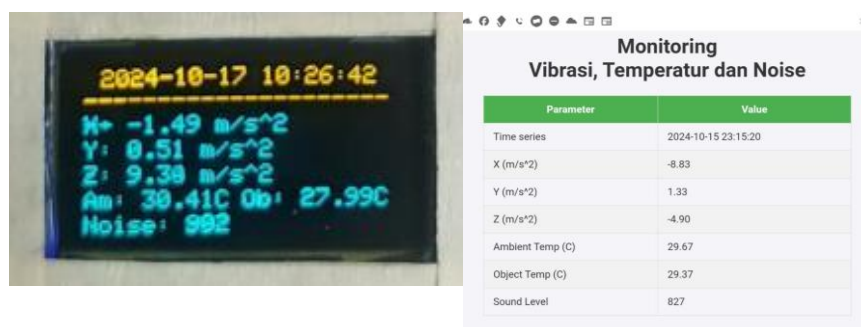 2024-10-17 10:26:42
X: -1.49 m/s^2
Y: 0.51 m/s^2
Z: 9.38 m/s^2
Am: 30.41C Ob: 27.99C
Noise: 992
Monitoring
Vibrasi, Temperatur dan Noise
Parameter Value
Time series 2024-10-15 23:15:20
X (m/s^2) -8.83
Y (m/s^2) 1.33
Z (m/s^2) -4.90
Ambient Temp (C) 29.67
Object Temp (C) 29.37
Sound Level 827